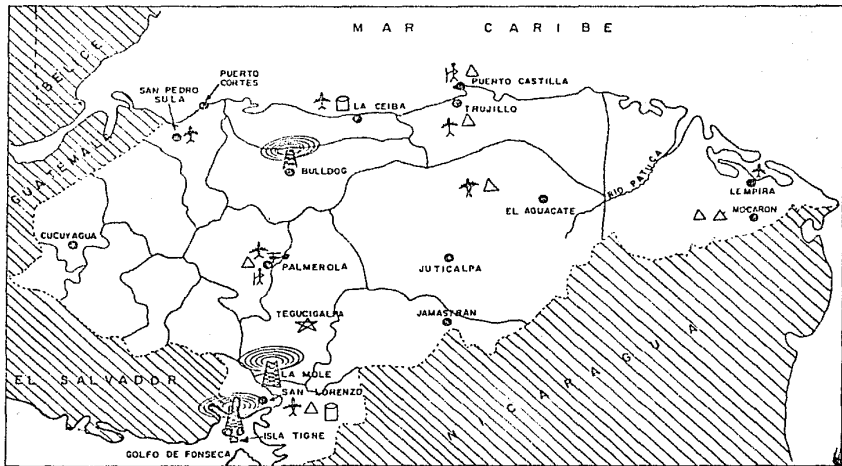 MAR CARIBE
BELICE
PUERTO
CORTÉS
SAN PEDRO
SULA
LA CEIBA
PUERTO CASTILLA
TRUJILLO
GUATEMALA
BULLDOG
RIO PATUCA
LEMPIRA
MOCARON
EL AGUACATE
CUCUYAGUA
PALMEROLA
JUTICALPA
TEGUCIGALPA
JAMASTRAN
NICARAGUA
LA MOLE
EL SALVADOR
SAN LORENZO
ISLA TIGRE
GOLFO DE FONSECA